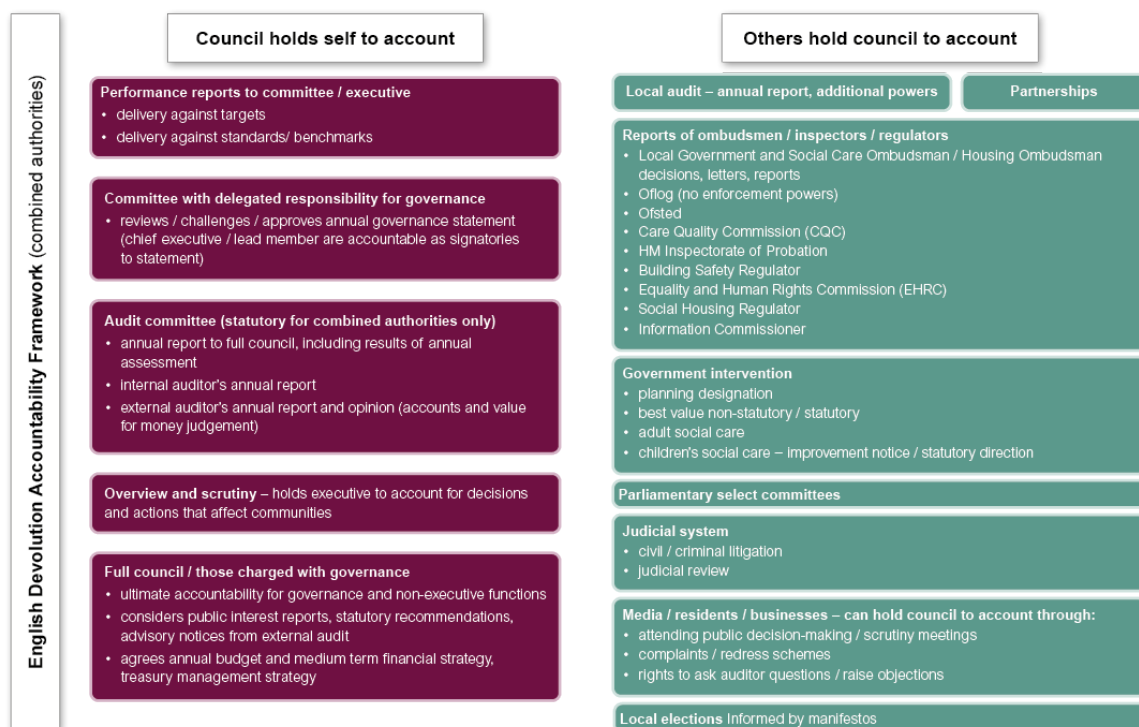 English Devolution Accountability Framework (combined authorities)
Council holds self to account
Performance reports to committee / executive
• delivery against targets
• delivery against standards/ benchmarks
Committee with delegated responsibility for governance
• reviews / challenges / approves annual governance statement
(chief executive / lead member are accountable as signatories
to statement)
Audit committee (statutory for combined authorities only)
• annual report to full council, including results of annual
assessment
• internal auditor's annual report
• external auditor's annual report and opinion (accounts and value
for money judgement)
Overview and scrutiny – holds executive to account for decisions
and actions that affect communities
Full council / those charged with governance
• ultimate accountability for governance and non-executive functions
• considers public interest reports, statutory recommendations,
advisory notices from external audit
• agrees annual budget and medium term financial strategy,
treasury management strategy
Others hold council to account
Local audit – annual report, additional powers
Partnerships
Reports of ombudsmen / inspectors / regulators
• Local Government and Social Care Ombudsman / Housing Ombudsman
decisions, letters, reports
• Oflog (no enforcement powers)
• Ofsted
• Care Quality Commission (CQC)
• HM Inspectorate of Probation
• Building Safety Regulator
• Equality and Human Rights Commission (EHRC)
• Social Housing Regulator
• Information Commissioner
Government intervention
• planning designation
• best value non-statutory / statutory
• adult social care
• children's social care – improvement notice / statutory direction
Parliamentary select committees
Judicial system
• civil / criminal litigation
• judicial review
Media / residents / businesses – can hold council to account through:
• attending public decision-making / scrutiny meetings
• complaints / redress schemes
• rights to ask auditor questions / raise objections
Local elections Informed by manifestos